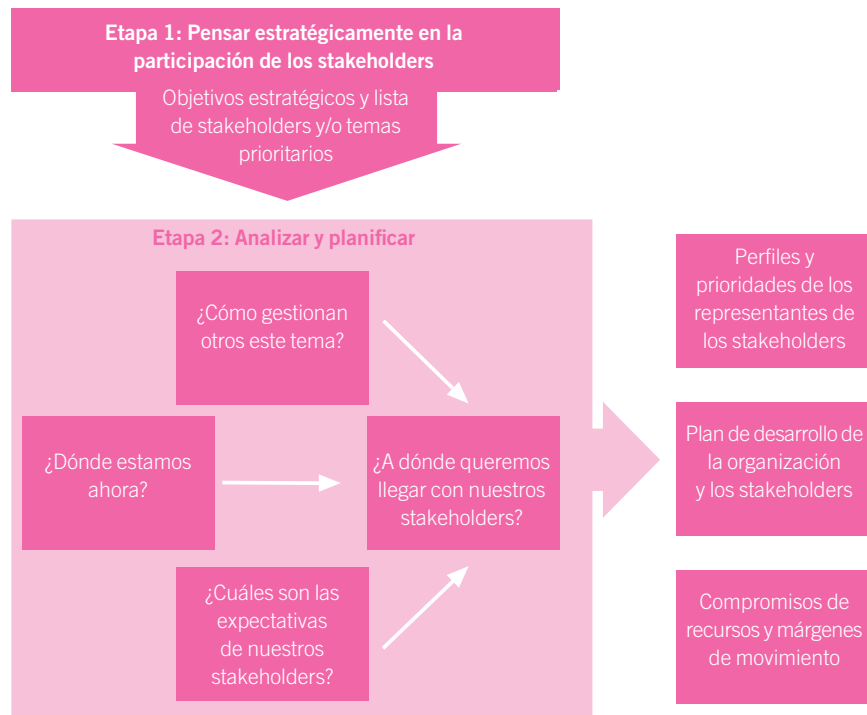 Etapa 1: Pensar estratégicamente en la
participación de los stakeholders
Objetivos estratégicos y lista
de stakeholders y/o temas
prioritarios
Etapa 2: Analizar y planificar
¿Cómo gestionan
otros este tema?
¿Dónde estamos
ahora?
¿A dónde queremos
llegar con nuestros
stakeholders?
¿Cuáles son las
expectativas
de nuestros
stakeholders?
Perfiles y
prioridades de los
representantes de
los stakeholders
Plan de desarrollo de
la organización
y los stakeholders
Compromisos de
recursos y márgenes
de movimiento